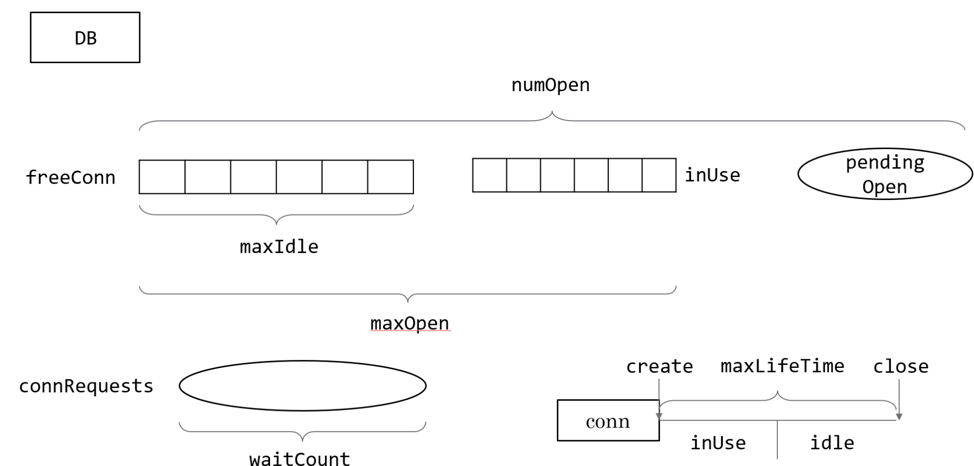 DB
numOpen
freeConn
inUse
pending
Open
maxIdle
maxOpen
connRequests
waitCount
create maxLifeTime close
conn
inUse idle